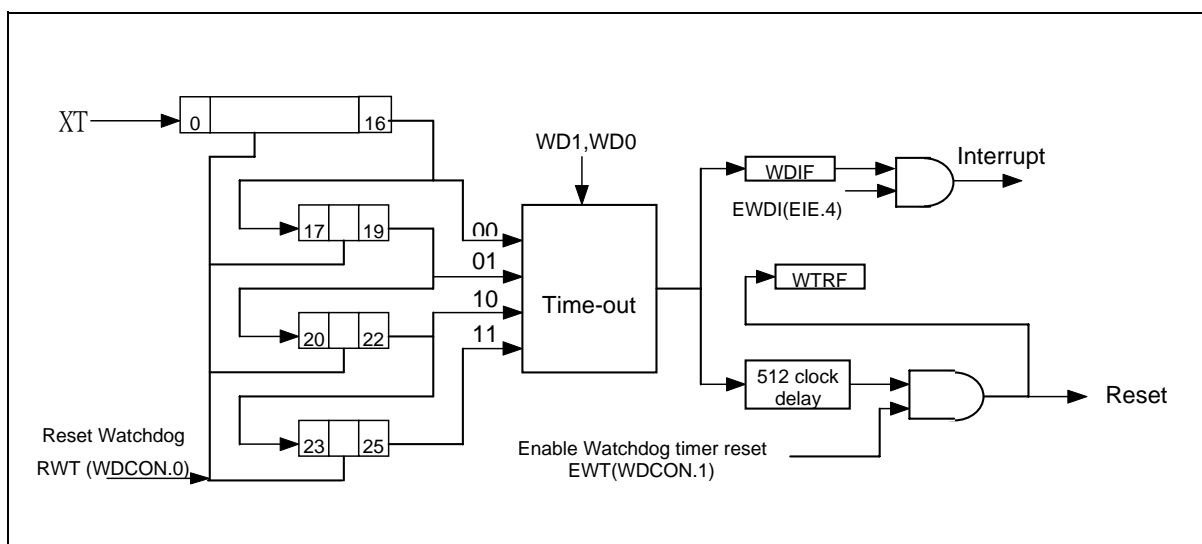 XT
0
16
17
19
20
22
23
25
Reset Watchdog
RWT (WDCON.0)
WD1,WD0
00
01
10
11
Time-out
WDIF
EWDI(EIE.4)
Interrupt
WTRF
512 clock
delay
Reset
Enable Watchdog timer reset
EWT(WDCON.1)